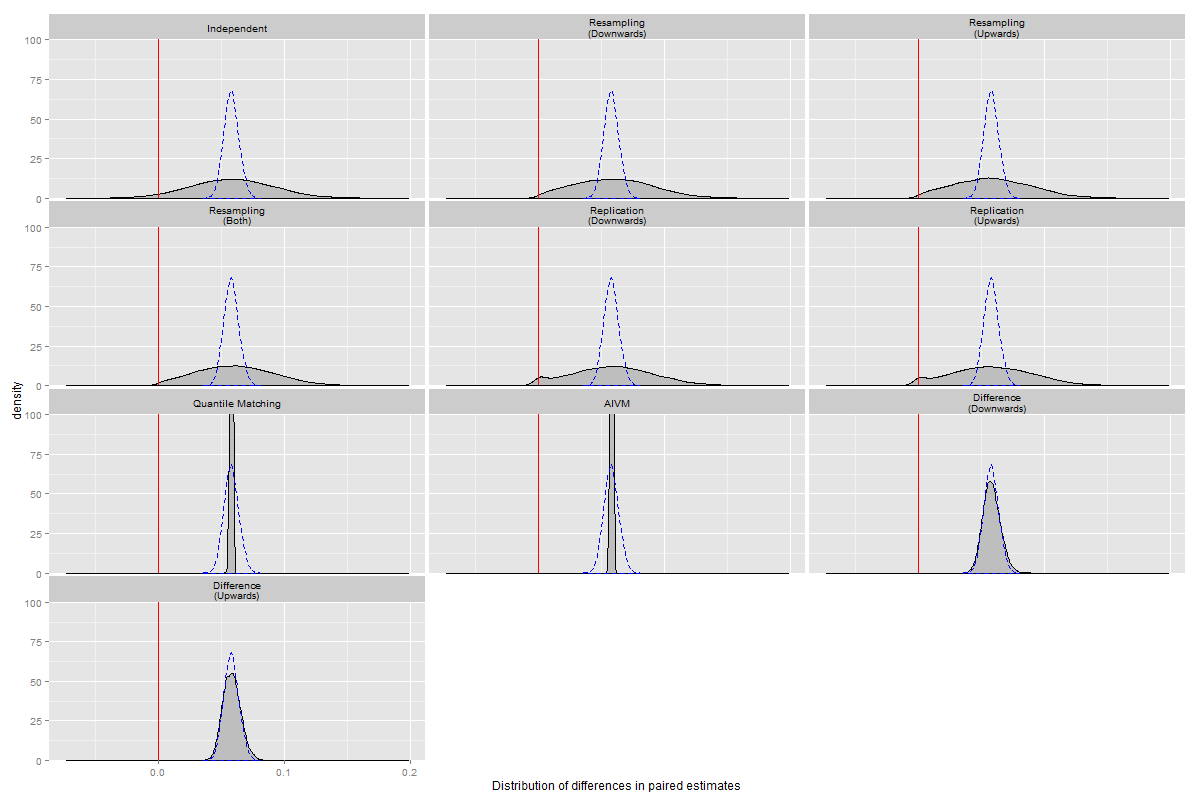 Independent
Resampling
(Downwards)
Resampling
(Upwards)
100
75
50
25
0
Resampling
(Both)
Replication
(Downwards)
Replication
(Upwards)
100
75
50
25
0
Quantile Matching
AIVM
Difference
(Downwards)
100
75
50
25
0
Difference
(Upwards)
100
75
50
25
0
density
0.0
0.1
0.2
Distribution of differences in paired estimates